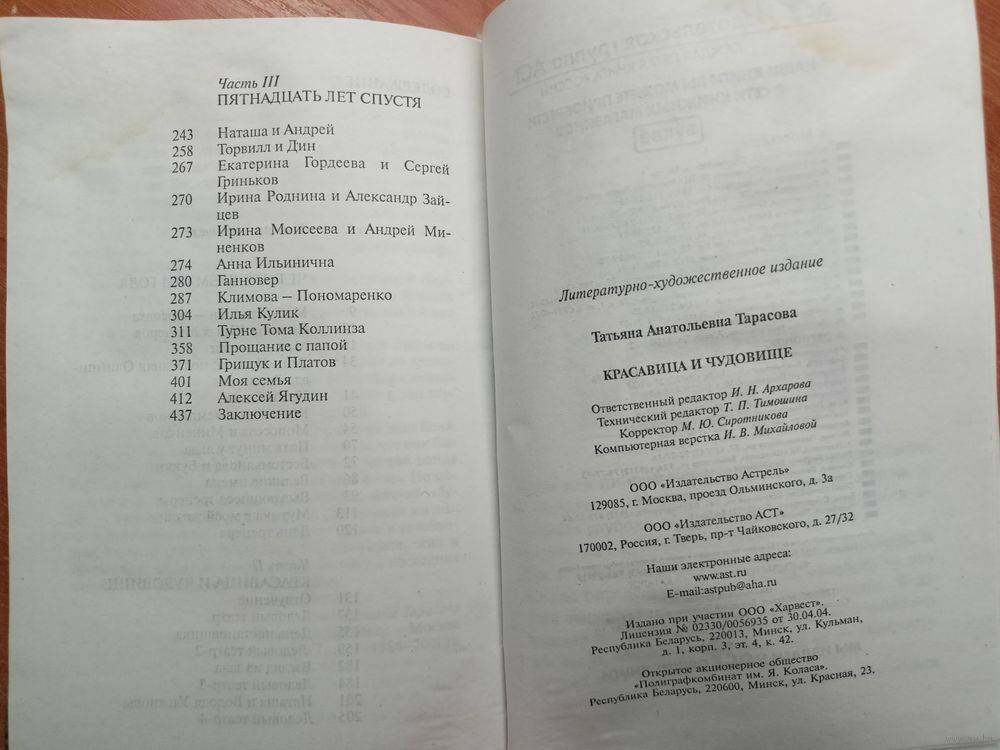 Часть III
ПЯТНАДЦАТЬ ЛЕТ СПУСТЯ
243 Наташа и Андрей
258 Торвилл и Дин
267 Екатерина Гордеева и Сергей
Гриньков
270 Ирина Роднина и Александр Зай-
цев
273 Ирина Моисеева и Андрей Ми-
ненков
274 Анна Ильинична
280 Ганновер
287 Климова – Пономаренко
304 Илья Кулик
311 Турне Тома Коллинза
358 Прощание с папой
371 Грищук и Платов
401 Моя семья
412 Алексей Ягудин
437 Заключение
Литературно-художественное издание
Татьяна Анатольевна Тарасова
КРАСАВИЦА И ЧУДОВИЩЕ
Ответственный редактор И. Н. Архарова
Технический редактор Т. П. Тимошина
Корректор М. Ю. Сиротникова
Компьютерная верстка И. В. Михайловой
ООО «Издательство Астрель»
129085, г. Москва, проезд Ольминского, д. 3а
ООО «Издательство АСТ»
170002, Россия, г. Тверь, пр-т Чайковского, д. 27/32
Наши электронные адреса:
www.ast.ru
E-mail:astpub@aha.ru
Издано при участии ООО «Харвест».
Лицензия № 02330/0056935 от 30.04.04.
Республика Беларусь, 220013, Минск, ул. Кульман,
д. 1, корп. 3, эт. 4, к. 42.
Открытое акционерное общество
«Полиграфкомбинат им. Я. Коласа».
Республика Беларусь, 220600, Минск, ул. Красная, 23.